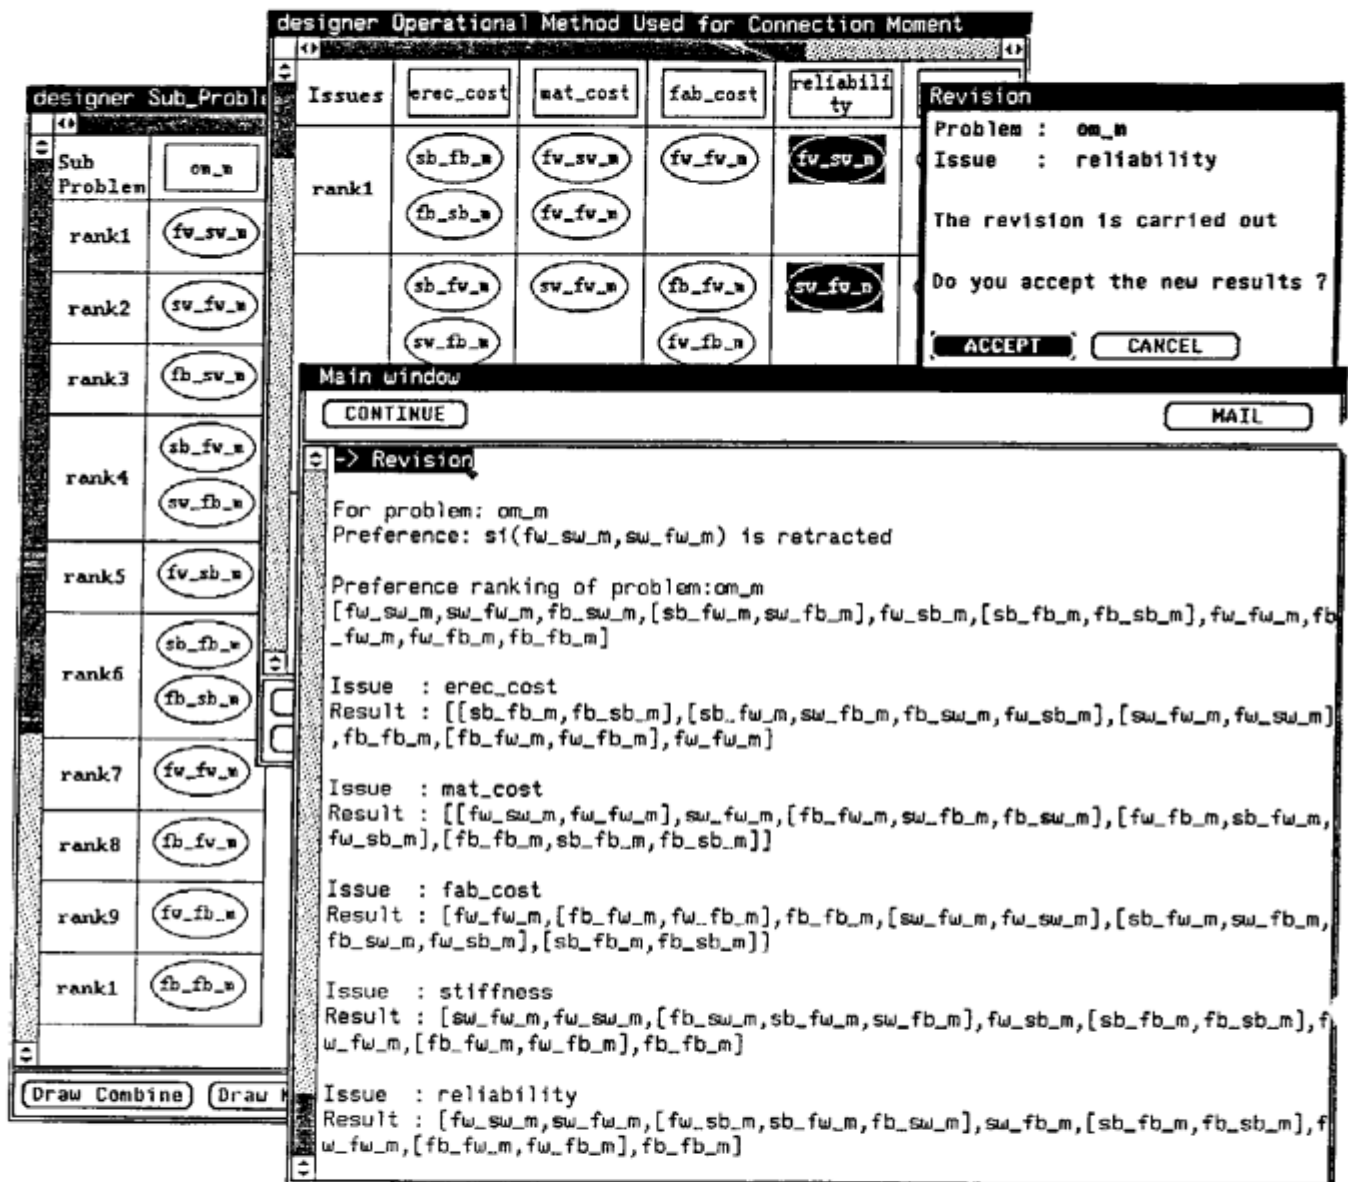 designer Operational Method Used for Connection Moment
Issues erec_cost mat_cost fab_cost reliabili
ty
rank1 sb_fb_m fw_sw_m fw_fw_m fw_sw_m
fb_sb_m fw_fw_m
sb_fw_m sw_fw_m fb_fw_m sw_fw_m
sw_fb_m fw_fb_m
designer Sub_Proble
Sub
Problem om_m
rank1 fw_sw_m
rank2 sw_fw_m
rank3 fb_sw_m
sb_fw_m
rank4
sw_fb_m
rank5 fw_sb_m
sb_fb_m
rank6
fb_sb_m
rank7 fw_fw_m
rank8 fb_fw_m
rank9 fw_fb_m
rank1 fb_fb_m
Draw Combine Draw
Revision
Problem : om_m
Issue : reliability
The revision is carried out
Do you accept the new results ?
ACCEPT CANCEL
Main window
CONTINUE MAIL
-> Revision
For problem: om_m
Preference: si(fw_sw_m,sw_fw_m) is retracted
Preference ranking of problem:om_m
[fw_sw_m,sw_fw_m,fb_sw_m,[sb_fw_m,sw_fb_m],fw_sb_m,[sb_fb_m,fb_sb_m],fw_fw_m,fb
_fw_m,fw_fb_m,fb_fb_m]
Issue : erec_cost
Result : [[sb_fb_m,fb_sb_m],[sb_fw_m,sw_fb_m,fb_sw_m,fw_sb_m],[sw_fw_m,fw_sw_m]
,fb_fb_m,[fb_fw_m,fw_fb_m],fw_fw_m]
Issue : mat_cost
Result : [[fw_sw_m,fw_fw_m],sw_fw_m,[fb_fw_m,sw_fb_m,fb_sw_m],[fw_fb_m,sb_fw_m,
fw_sb_m],[fb_fb_m,sb_fb_m,fb_sb_m]]
Issue : fab_cost
Result : [fw_fw_m,[fb_fw_m,fw_fb_m],fb_fb_m,[sw_fw_m,fw_sw_m],[sb_fw_m,sw_fb_m,
fb_sw_m,fw_sb_m],[sb_fb_m,fb_sb_m]]
Issue : stiffness
Result : [sw_fw_m,fw_sw_m,[fb_sw_m,sb_fw_m,sw_fb_m],fw_sb_m,[sb_fb_m,fb_sb_m],f
w_fw_m,[fb_fw_m,fw_fb_m],fb_fb_m]
Issue : reliability
Result : [fw_sw_m,sw_fw_m,[fw_sb_m,sb_fw_m,fb_sw_m],sw_fb_m,[sb_fb_m,fb_sb_m],f
w_fw_m,[fb_fw_m,fw_fb_m],fb_fb_m]